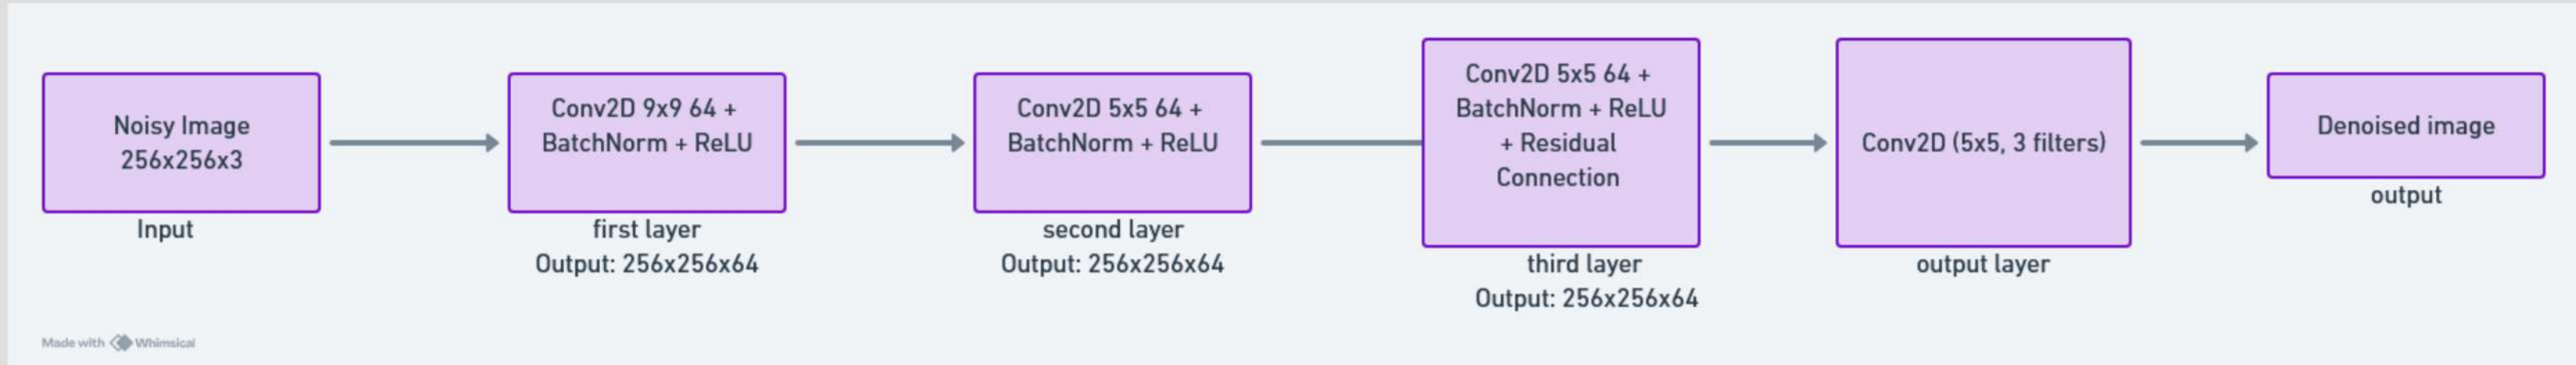 Noisy Image
256x256x3
Input
Conv2D 9x9 64 +
BatchNorm + ReLU
first layer
Output: 256x256x64
Conv2D 5x5 64 +
BatchNorm + ReLU
second layer
Output: 256x256x64
Conv2D 5x5 64 +
BatchNorm + ReLU
+ Residual
Connection
third layer
Output: 256x256x64
Conv2D (5x5, 3 filters)
output layer
Denoised image
output
Made with Whimsical